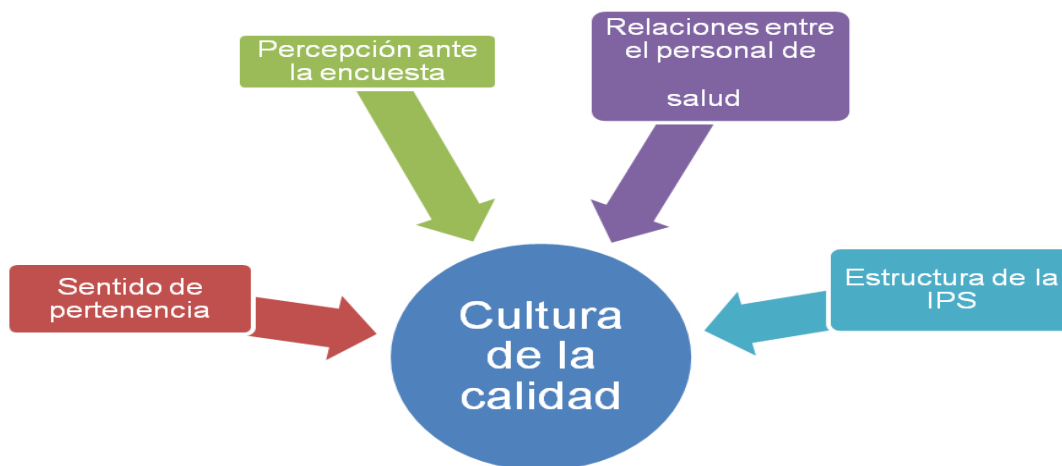 Percepción ante
la encuesta
Relaciones entre
el personal de
salud
Sentido de
pertenencia
Estructura de la
IPS
Cultura
de la
calidad